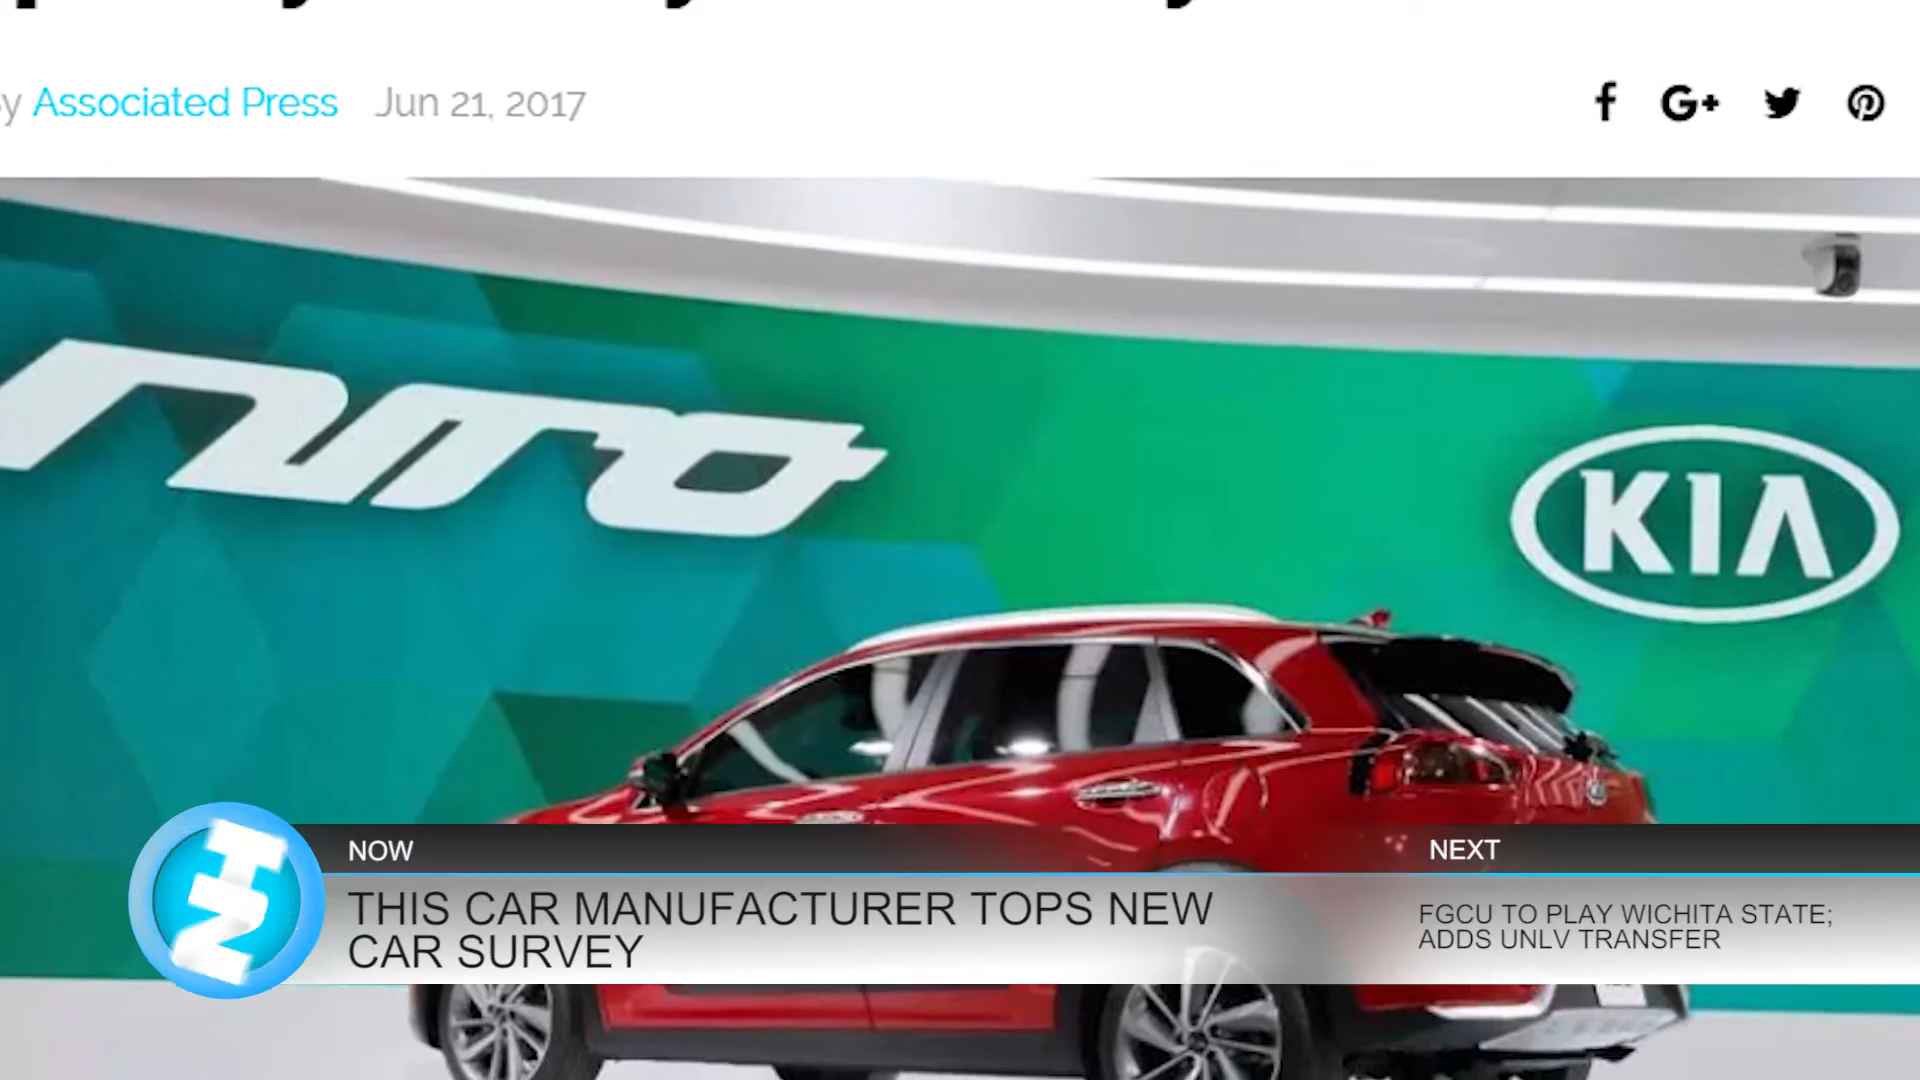 By Associated Press Jun 21, 2017
niro
KIA
NOW
THIS CAR MANUFACTURER TOPS NEW
CAR SURVEY
NEXT
FGCU TO PLAY WICHITA STATE;
ADDS UNLV TRANSFER